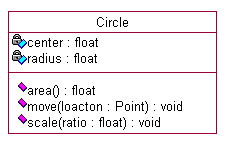 Circle
center : float
radius : float
area() : float
move(loacton : Point) : void
scale(ratio : float) : void